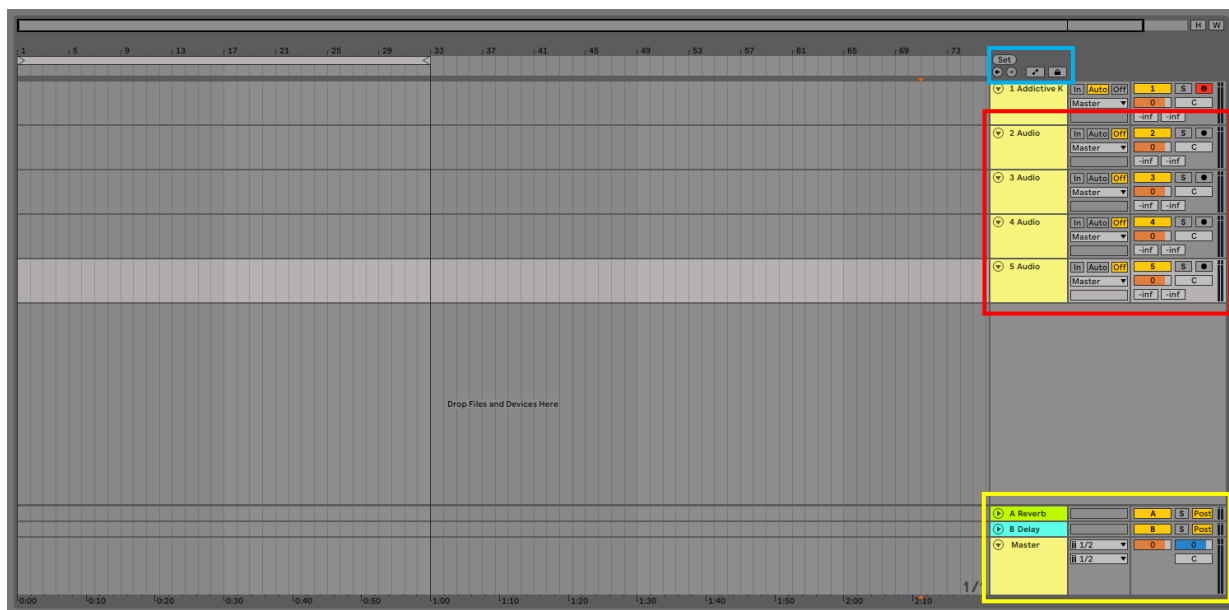 H W
1 5 9 13 17 21 25 29 33 37 41 45 49 53 57 61 65 69 73
Set
1 Addictive K In Auto Off 1 S
Master 0 C
-inf -inf
2 Audio In Auto Off 2 S
Master 0 C
-inf -inf
3 Audio In Auto Off 3 S
Master 0 C
-inf -inf
4 Audio In Auto Off 4 S
Master 0 C
-inf -inf
5 Audio In Auto Off 5 S
Master 0 C
-inf -inf
Drop Files and Devices Here
A Reverb A S Post
B Delay B S Post
Master 1/2 0 0
1/2 C
1/
0:00 0:10 0:20 0:30 0:40 0:50 1:00 1:10 1:20 1:30 1:40 1:50 2:00 2:10